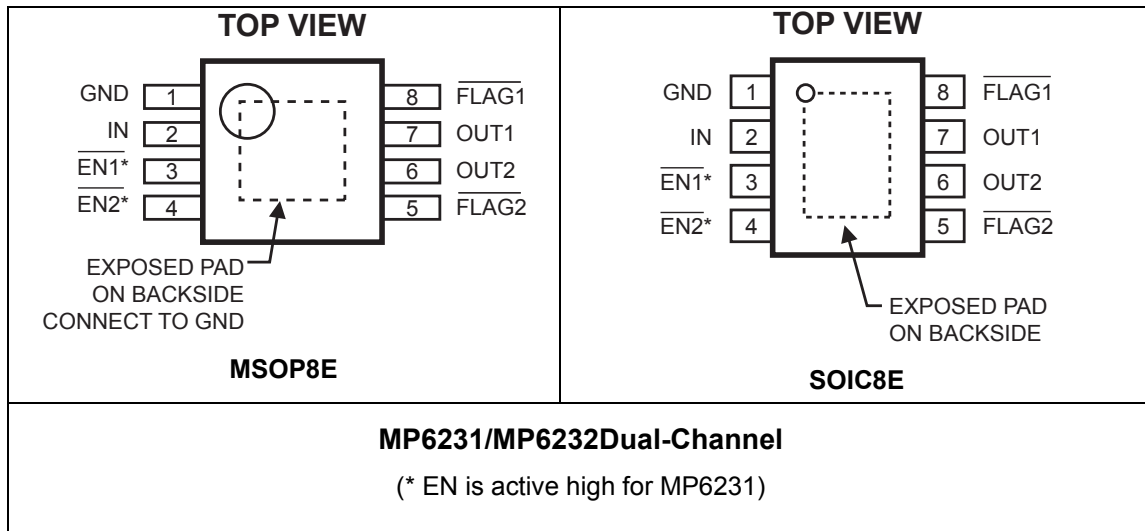 TOP VIEW
GND 1
IN 2
EN1* 3
EN2* 4
8 FLAG1
7 OUT1
6 OUT2
5 FLAG2
EXPOSED PAD
ON BACKSIDE
CONNECT TO GND
MSOP8E
TOP VIEW
GND 1
IN 2
EN1* 3
EN2* 4
8 FLAG1
7 OUT1
6 OUT2
5 FLAG2
EXPOSED PAD
ON BACKSIDE
SOIC8E
MP6231/MP6232Dual-Channel
(* EN is active high for MP6231)